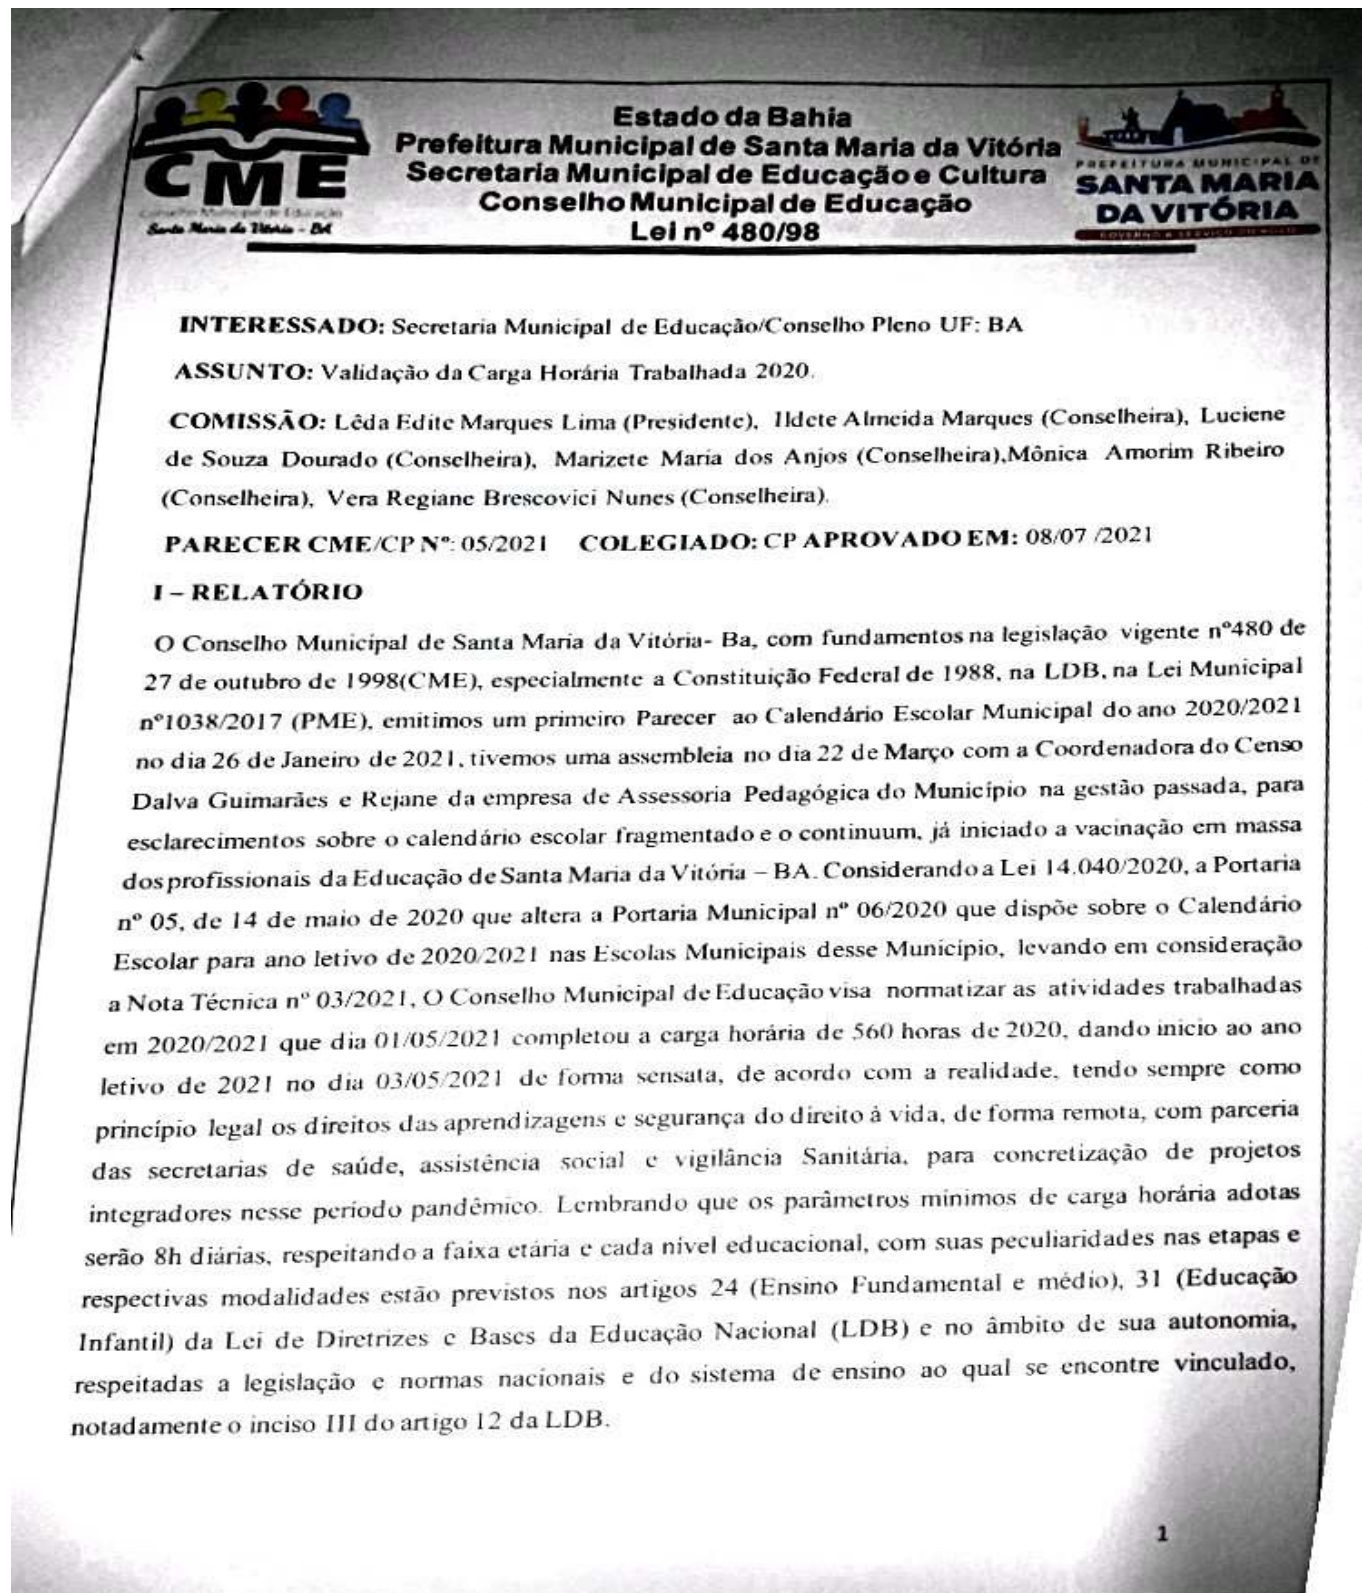 CME
Conselho Municipal de Educação
Santa Maria da Vitória - BA
Estado da Bahia
Prefeitura Municipal de Santa Maria da Vitória
Secretaria Municipal de Educação e Cultura
Conselho Municipal de Educação
Lei nº 480/98
PREFEITURA MUNICIPAL DE
SANTA MARIA
DA VITÓRIA
GOVERNO A SERVIÇO DO POVO
INTERESSADO: Secretaria Municipal de Educação/Conselho Pleno UF: BA
ASSUNTO: Validação da Carga Horária Trabalhada 2020.
COMISSÃO: Lêda Edite Marques Lima (Presidente), Ildete Almeida Marques (Conselheira), Luciene
de Souza Dourado (Conselheira), Marizete Maria dos Anjos (Conselheira),Mônica Amorim Ribeiro
(Conselheira), Vera Regiane Brescovici Nunes (Conselheira).
PARECER CME/CP Nº: 05/2021 COLEGIADO: CP APROVADO EM: 08/07 /2021
I – RELATÓRIO
O Conselho Municipal de Santa Maria da Vitória- Ba, com fundamentos na legislação vigente nº480 de
27 de outubro de 1998(CME), especialmente a Constituição Federal de 1988, na LDB, na Lei Municipal
nº1038/2017 (PME), emitimos um primeiro Parecer ao Calendário Escolar Municipal do ano 2020/2021
no dia 26 de Janeiro de 2021, tivemos uma assembleia no dia 22 de Março com a Coordenadora do Censo
Dalva Guimarães e Rejane da empresa de Assessoria Pedagógica do Município na gestão passada, para
esclarecimentos sobre o calendário escolar fragmentado e o continuum, já iniciado a vacinação em massa
dos profissionais da Educação de Santa Maria da Vitória – BA. Considerando a Lei 14.040/2020, a Portaria
nº 05, de 14 de maio de 2020 que altera a Portaria Municipal nº 06/2020 que dispõe sobre o Calendário
Escolar para ano letivo de 2020/2021 nas Escolas Municipais desse Município, levando em consideração
a Nota Técnica nº 03/2021, O Conselho Municipal de Educação visa normatizar as atividades trabalhadas
em 2020/2021 que dia 01/05/2021 completou a carga horária de 560 horas de 2020, dando inicio ao ano
letivo de 2021 no dia 03/05/2021 de forma sensata, de acordo com a realidade, tendo sempre como
princípio legal os direitos das aprendizagens e segurança do direito à vida, de forma remota, com parceria
das secretarias de saúde, assistência social e vigilância Sanitária, para concretização de projetos
integradores nesse período pandêmico. Lembrando que os parâmetros mínimos de carga horária adotas
serão 8h diárias, respeitando a faixa etária e cada nível educacional, com suas peculiaridades nas etapas e
respectivas modalidades estão previstos nos artigos 24 (Ensino Fundamental e médio), 31 (Educação
Infantil) da Lei de Diretrizes e Bases da Educação Nacional (LDB) e no âmbito de sua autonomia,
respeitadas a legislação e normas nacionais e do sistema de ensino ao qual se encontre vinculado,
notadamente o inciso III do artigo 12 da LDB.
1